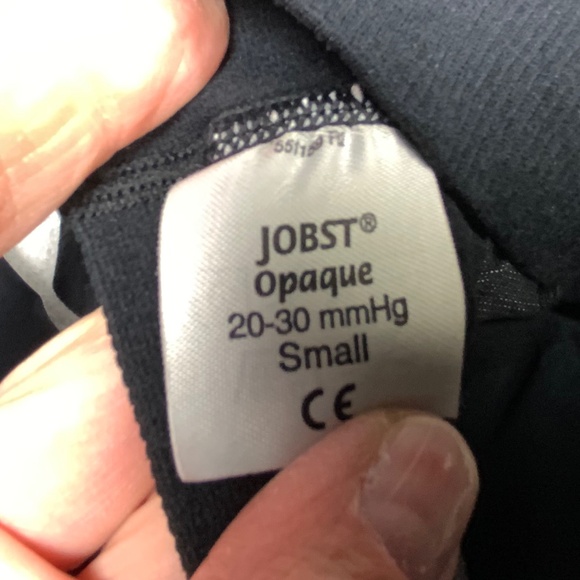 JOBST®
Opaque
20-30 mmHg
Small
CE